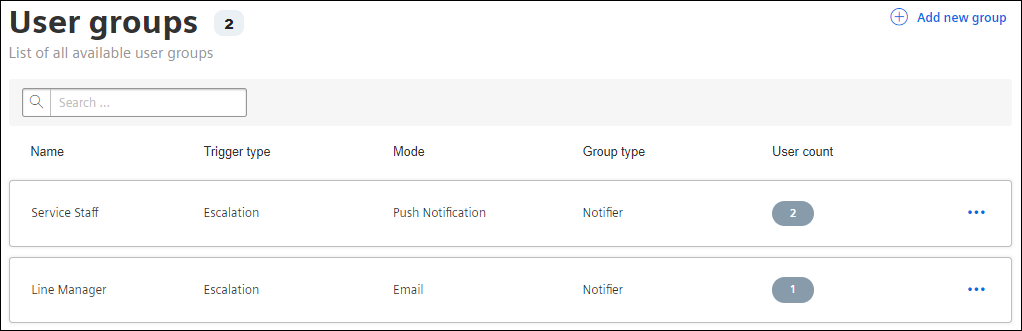 User groups 2
Add new group
List of all available user groups
Search ...
Name Trigger type Mode Group type User count
Service Staff Escalation Push Notification Notifier 2
Line Manager Escalation Email Notifier 1